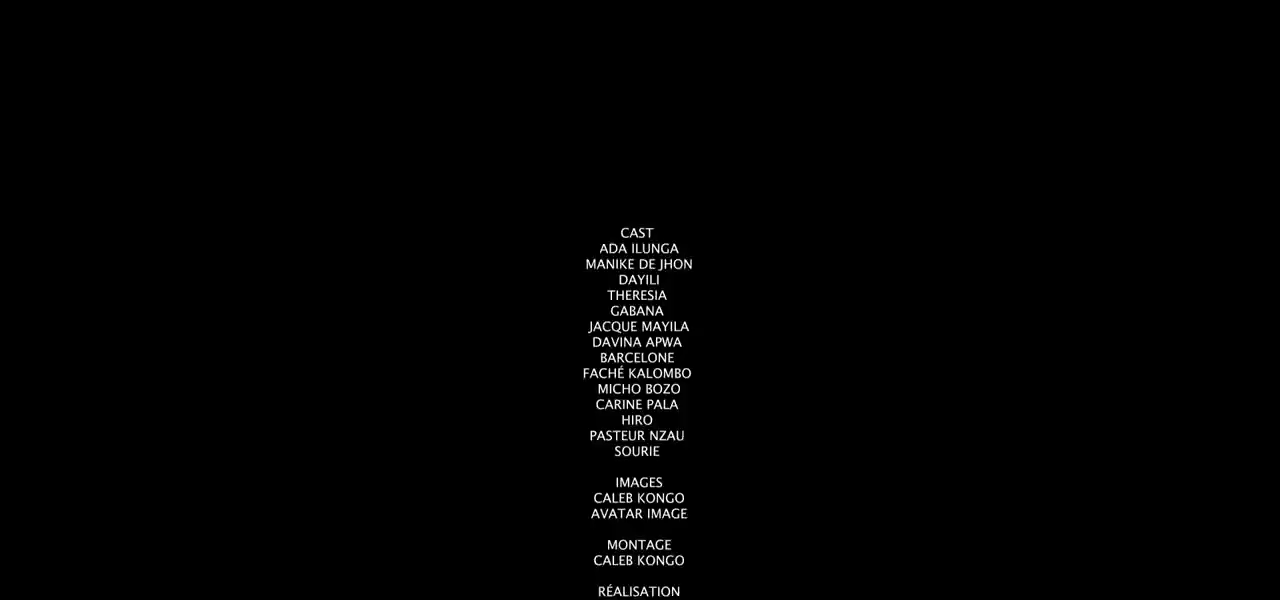 CAST
ADA ILUNGA
MANIKE DE JHON
DAYILI
THERESIA
GABANA
JACQUE MAYILA
DAVINA APWA
BARCELONE
FACHÉ KALOMBO
MICHO BOZO
CARINE PALA
HIRO
PASTEUR NZAU
SOURIE
IMAGES
CALEB KONGO
AVATAR IMAGE
MONTAGE
CALEB KONGO
RÉALISATION